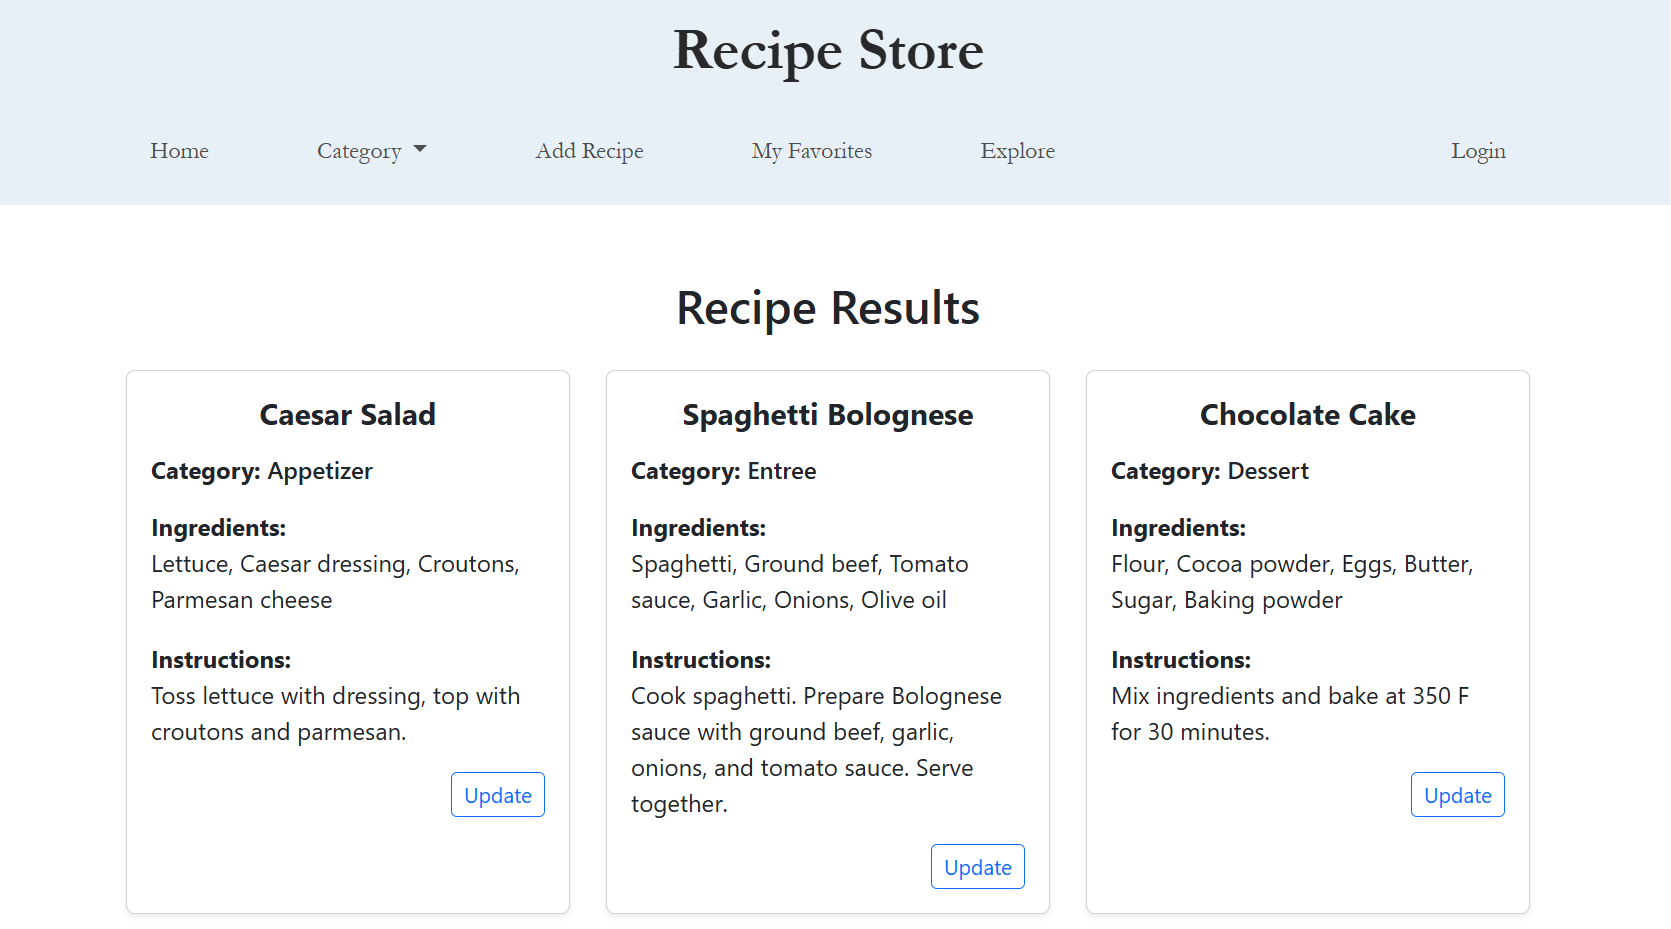 Recipe Store
Home Category Add Recipe My Favorites Explore Login
Recipe Results
Caesar Salad
Category: Appetizer
Ingredients:
Lettuce, Caesar dressing, Croutons,
Parmesan cheese
Instructions:
Toss lettuce with dressing, top with
croutons and parmesan.
Update
Spaghetti Bolognese
Category: Entree
Ingredients:
Spaghetti, Ground beef, Tomato
sauce, Garlic, Onions, Olive oil
Instructions:
Cook spaghetti. Prepare Bolognese
sauce with ground beef, garlic,
onions, and tomato sauce. Serve
together.
Update
Chocolate Cake
Category: Dessert
Ingredients:
Flour, Cocoa powder, Eggs, Butter,
Sugar, Baking powder
Instructions:
Mix ingredients and bake at 350 F
for 30 minutes.
Update